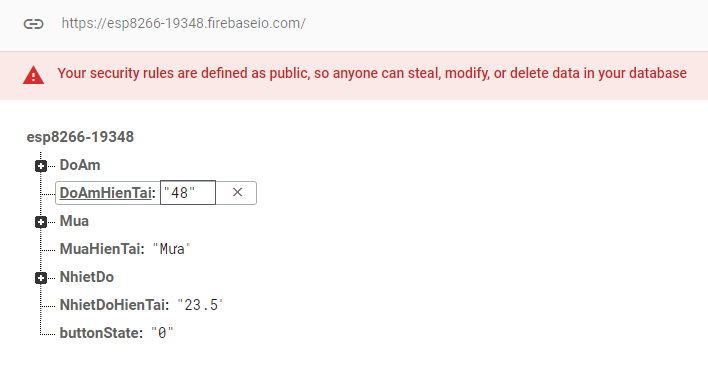 https://esp8266-19348.firebaseio.com/
Your security rules are defined as public, so anyone can steal, modify, or delete data in your database
esp8266-19348
DoAm
DoAmHienTai: "48"
Mua
MuaHienTai: "Mưa"
NhietDo
NhietDoHienTai: "23.5"
buttonState: "0"